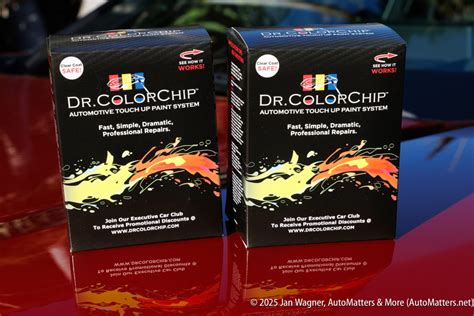 Clear Coat
SAFE!
SEE HOW IT
WORKS!
DR.COLORCHIP
AUTOMOTIVE TOUCH UP PAINT SYSTEM
Fast, Simple, Dramatic,
Professional Repairs.
Join Our Executive Car Club
To Receive Promotional Discounts @
WWW.DRCOLORCHIP.COM
Clear Coat
SAFE!
SEE HOW IT
WORKS!
DR.COLORCHIP
AUTOMOTIVE TOUCH UP PAINT SYSTEM
Fast, Simple, Dramatic,
Professional Repairs.
Join Our Executive Car Club
To Receive Promotional Discounts @
WWW.DRCOLORCHIP.COM
© 2025 Jan Wagner, AutoMatters & More (AutoMatters.net)